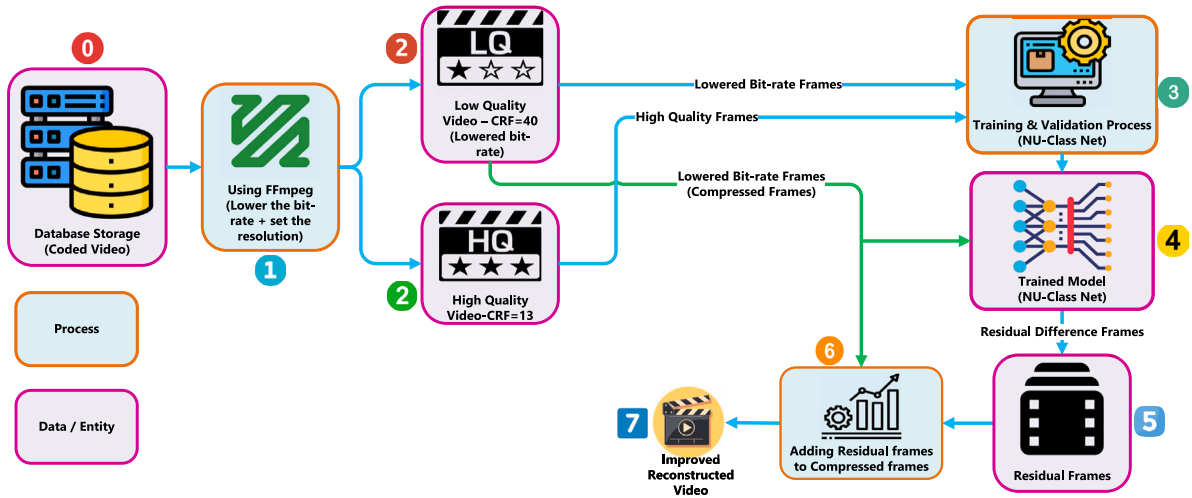 0
Database Storage
(Coded Video)
Using FFmpeg
(Lower the bit-
rate + set the
resolution)
1
2
LQ
Low Quality
Video – CRF=40
(Lowered bit-
rate)
2
HQ
High Quality
Video-CRF=13
Lowered Bit-rate Frames
High Quality Frames
Lowered Bit-rate Frames
(Compressed Frames)
Training & Validation Process
(NU-Class Net)
3
Trained Model
(NU-Class Net)
4
Residual Difference Frames
Residual Frames
5
6
Adding Residual frames
to Compressed frames
7
Improved
Reconstructed
Video
Process
Data / Entity